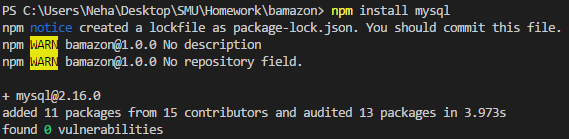 PS C:\Users\Neha\Desktop\SMU\Homework\bamazon> npm install mysql
npm notice created a lockfile as package-lock.json. You should commit this file.
npm WARN bamazon@1.0.0 No description
npm WARN bamazon@1.0.0 No repository field.
+ mysql@2.16.0
added 11 packages from 15 contributors and audited 13 packages in 3.973s
found 0 vulnerabilities